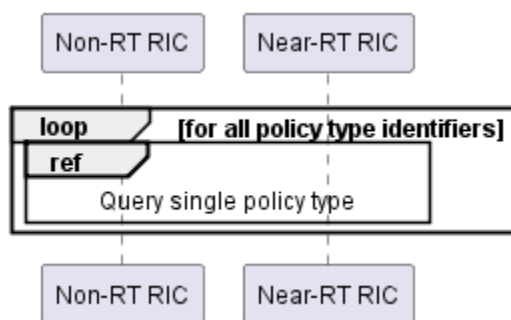 Non-RT RIC Near-RT RIC
loop [for all policy type identifiers]
ref
Query single policy type
Non-RT RIC Near-RT RIC